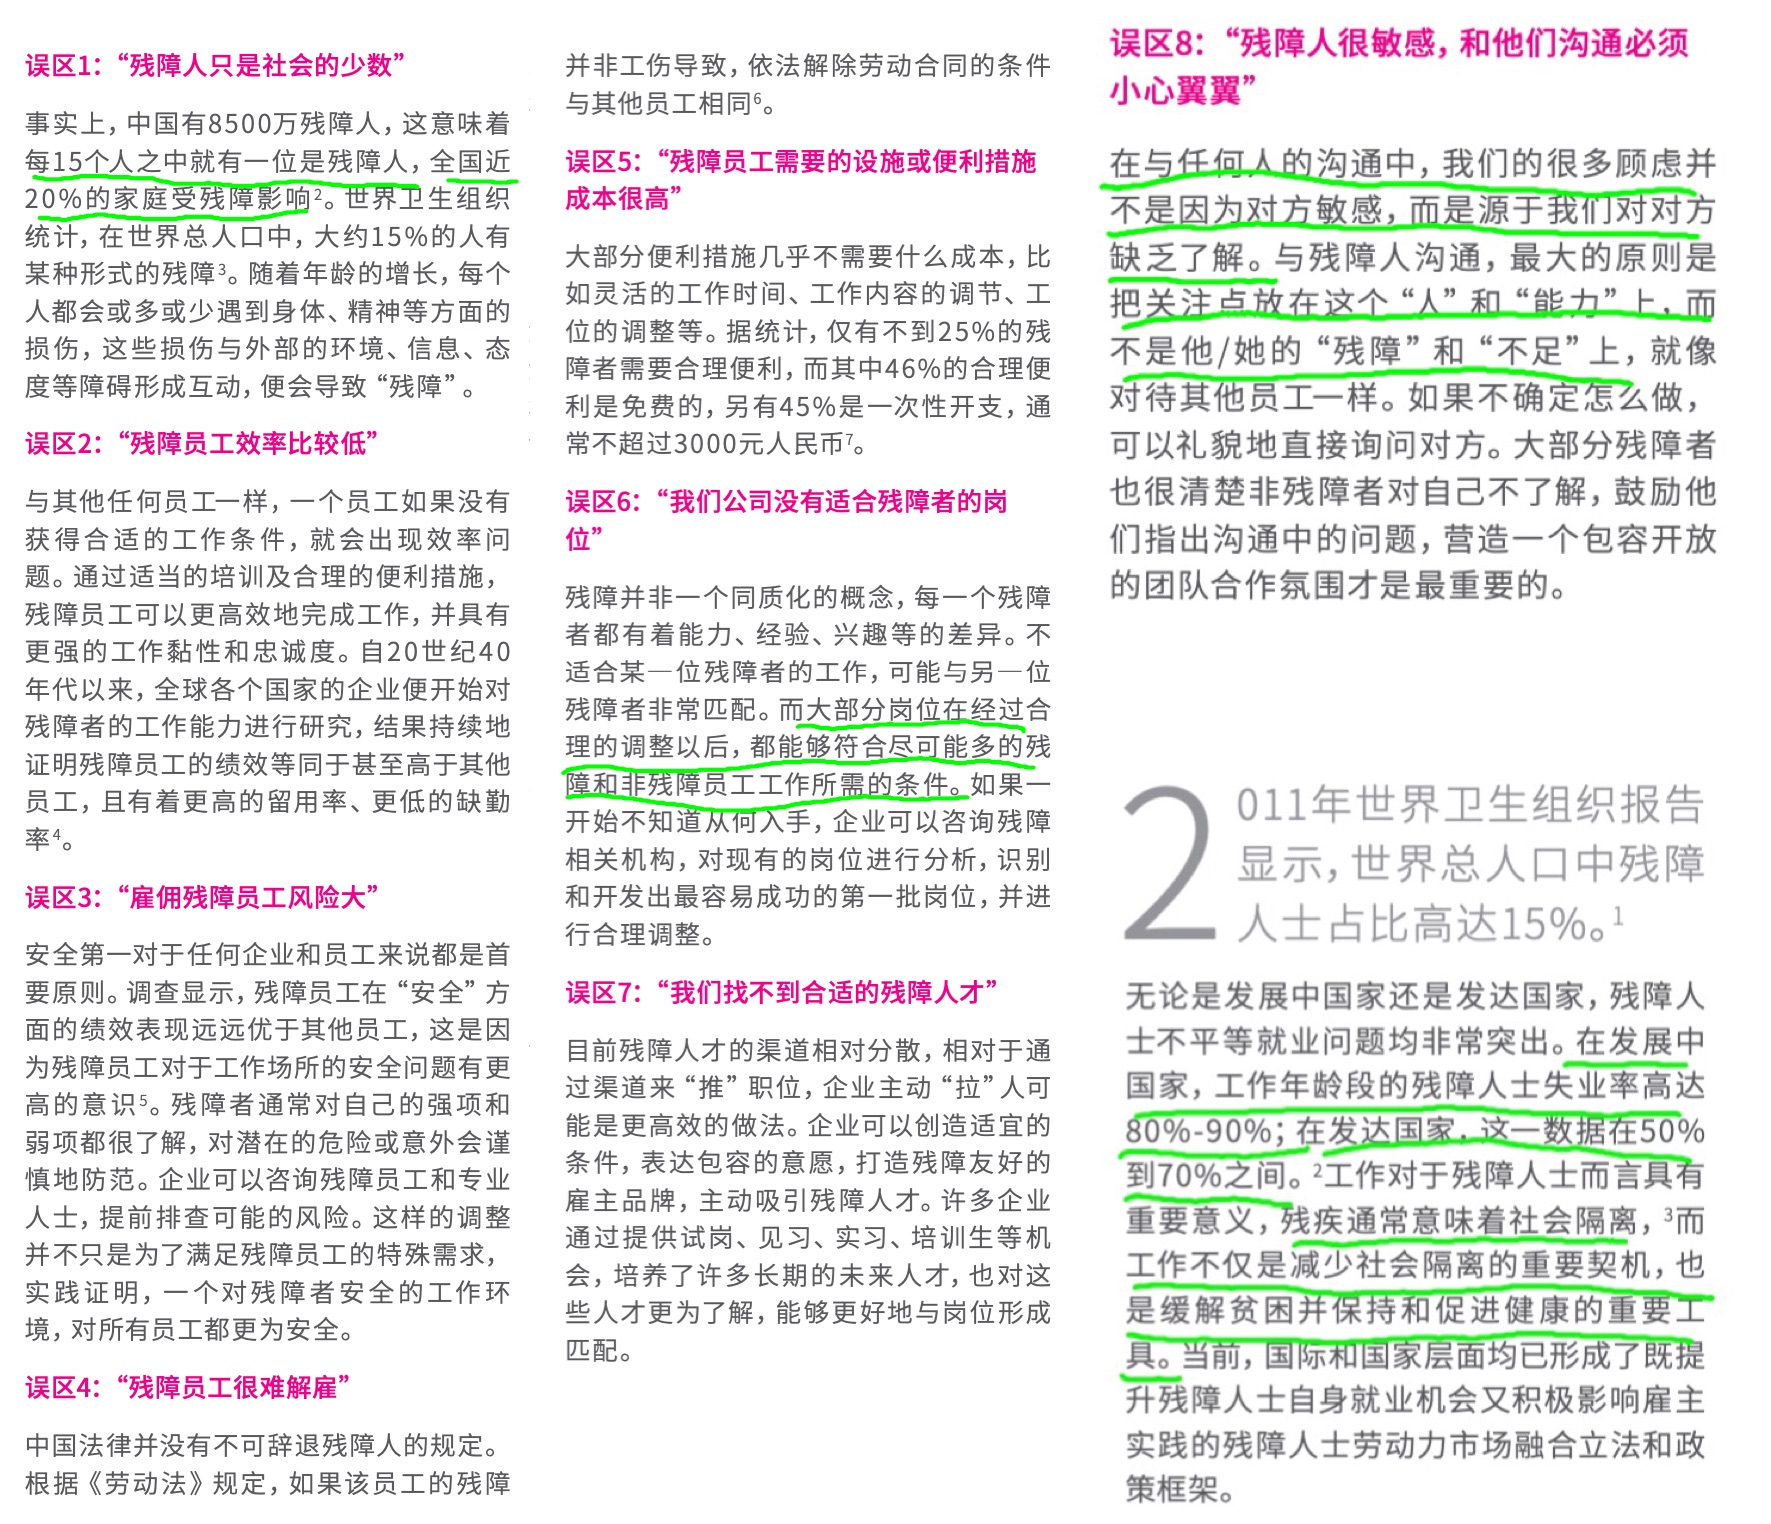 误区1：“残障人只是社会的少数”
事实上，中国有8500万残障人，这意味着
每15个人之中就有一位是残障人，全国近
20%的家庭受残障影响²。世界卫生组织
统计，在世界总人口中，大约15%的人有
某种形式的残障³。随着年龄的增长，每个
人都会或多或少遇到身体、精神等方面的
损伤，这些损伤与外部的环境、信息、态
度等障碍形成互动，便会导致“残障”。
误区2：“残障员工效率比较低”
与其他任何员工一样，一个员工如果没有
获得合适的工作条件，就会出现效率问
题。通过适当的培训及合理的便利措施，
残障员工可以更高效地完成工作，并具有
更强的工作黏性和忠诚度。自20世纪40
年代以来，全球各个国家的企业便开始对
残障者的工作能力进行研究，结果持续地
证明残障员工的绩效等同于甚至高于其他
员工，且有着更高的留用率、更低的缺勤
率⁴。
误区3：“雇佣残障员工风险大”
安全第一对于任何企业和员工来说都是首
要原则。调查显示，残障员工在“安全”方
面的绩效表现远远优于其他员工，这是因
为残障员工对于工作场所的安全问题有更
高的意识⁵。残障者通常对自己的强项和
弱项都很了解，对潜在的危险或意外会谨
慎地防范。企业可以咨询残障员工和专业
人士，提前排查可能的风险。这样的调整
并不只是为了满足残障员工的特殊需求，
实践证明，一个对残障者安全的工作环
境，对所有员工都更为安全。
误区4：“残障员工很难解雇”
中国法律并没有不可辞退残障人的规定。
根据《劳动法》规定，如果该员工的残障
并非工伤导致，依法解除劳动合同的条件
与其他员工相同⁶。
误区5：“残障员工需要的设施或便利措施
成本很高”
大部分便利措施几乎不需要什么成本，比
如灵活的工作时间、工作内容的调节、工
位的调整等。据统计，仅有不到25%的残
障者需要合理便利，而其中46%的合理便
利是免费的，另有45%是一次性开支，通
常不超过3000元人民币⁷。
误区6：“我们公司没有适合残障者的岗
位”
残障并非一个同质化的概念，每一个残障
者都有着能力、经验、兴趣等的差异。不
适合某一位残障者的工作，可能与另一位
残障者非常匹配。而大部分岗位在经过合
理的调整以后，都能够符合尽可能多的残
障和非残障员工工作所需的条件。如果一
开始不知道从何入手，企业可以咨询残障
相关机构，对现有的岗位进行分析，识别
和开发出最容易成功的第一批岗位，并进
行合理调整。
误区7：“我们找不到合适的残障人才”
目前残障人才的渠道相对分散，相对于通
过渠道来“推”职位，企业主动“拉”人可
能是更高效的做法。企业可以创造适宜的
条件，表达包容的意愿，打造残障友好的
雇主品牌，主动吸引残障人才。许多企业
通过提供试岗、见习、实习、培训生等机
会，培养了许多长期的未来人才，也对这
些人才更为了解，能够更好地与岗位形成
匹配。
误区8：“残障人很敏感，和他们沟通必须
小心翼翼”
在与任何人的沟通中，我们的很多顾虑并
不是因为对方敏感，而是源于我们对对方
缺乏了解。与残障人沟通，最大的原则是
把关注点放在这个“人”和“能力”上，而
不是他/她的“残障”和“不足”上，就像
对待其他员工一样。如果不确定怎么做，
可以礼貌地直接询问对方。大部分残障者
也很清楚非残障者对自己不了解，鼓励他
们指出沟通中的问题，营造一个包容开放
的团队合作氛围才是最重要的。
2011年世界卫生组织报告
显示，世界总人口中残障
人士占比高达15%。¹
无论是发展中国家还是发达国家，残障人
士不平等就业问题均非常突出。在发展中
国家，工作年龄段的残障人士失业率高达
80%-90%；在发达国家，这一数据在50%
到70%之间。²工作对于残障人士而言具有
重要意义，残疾通常意味着社会隔离，³而
工作不仅是减少社会隔离的重要契机，也
是缓解贫困并保持和促进健康的重要工
具。当前，国际和国家层面均已形成了既提
升残障人士自身就业机会又积极影响雇主
实践的残障人士劳动力市场融合立法和政
策框架。